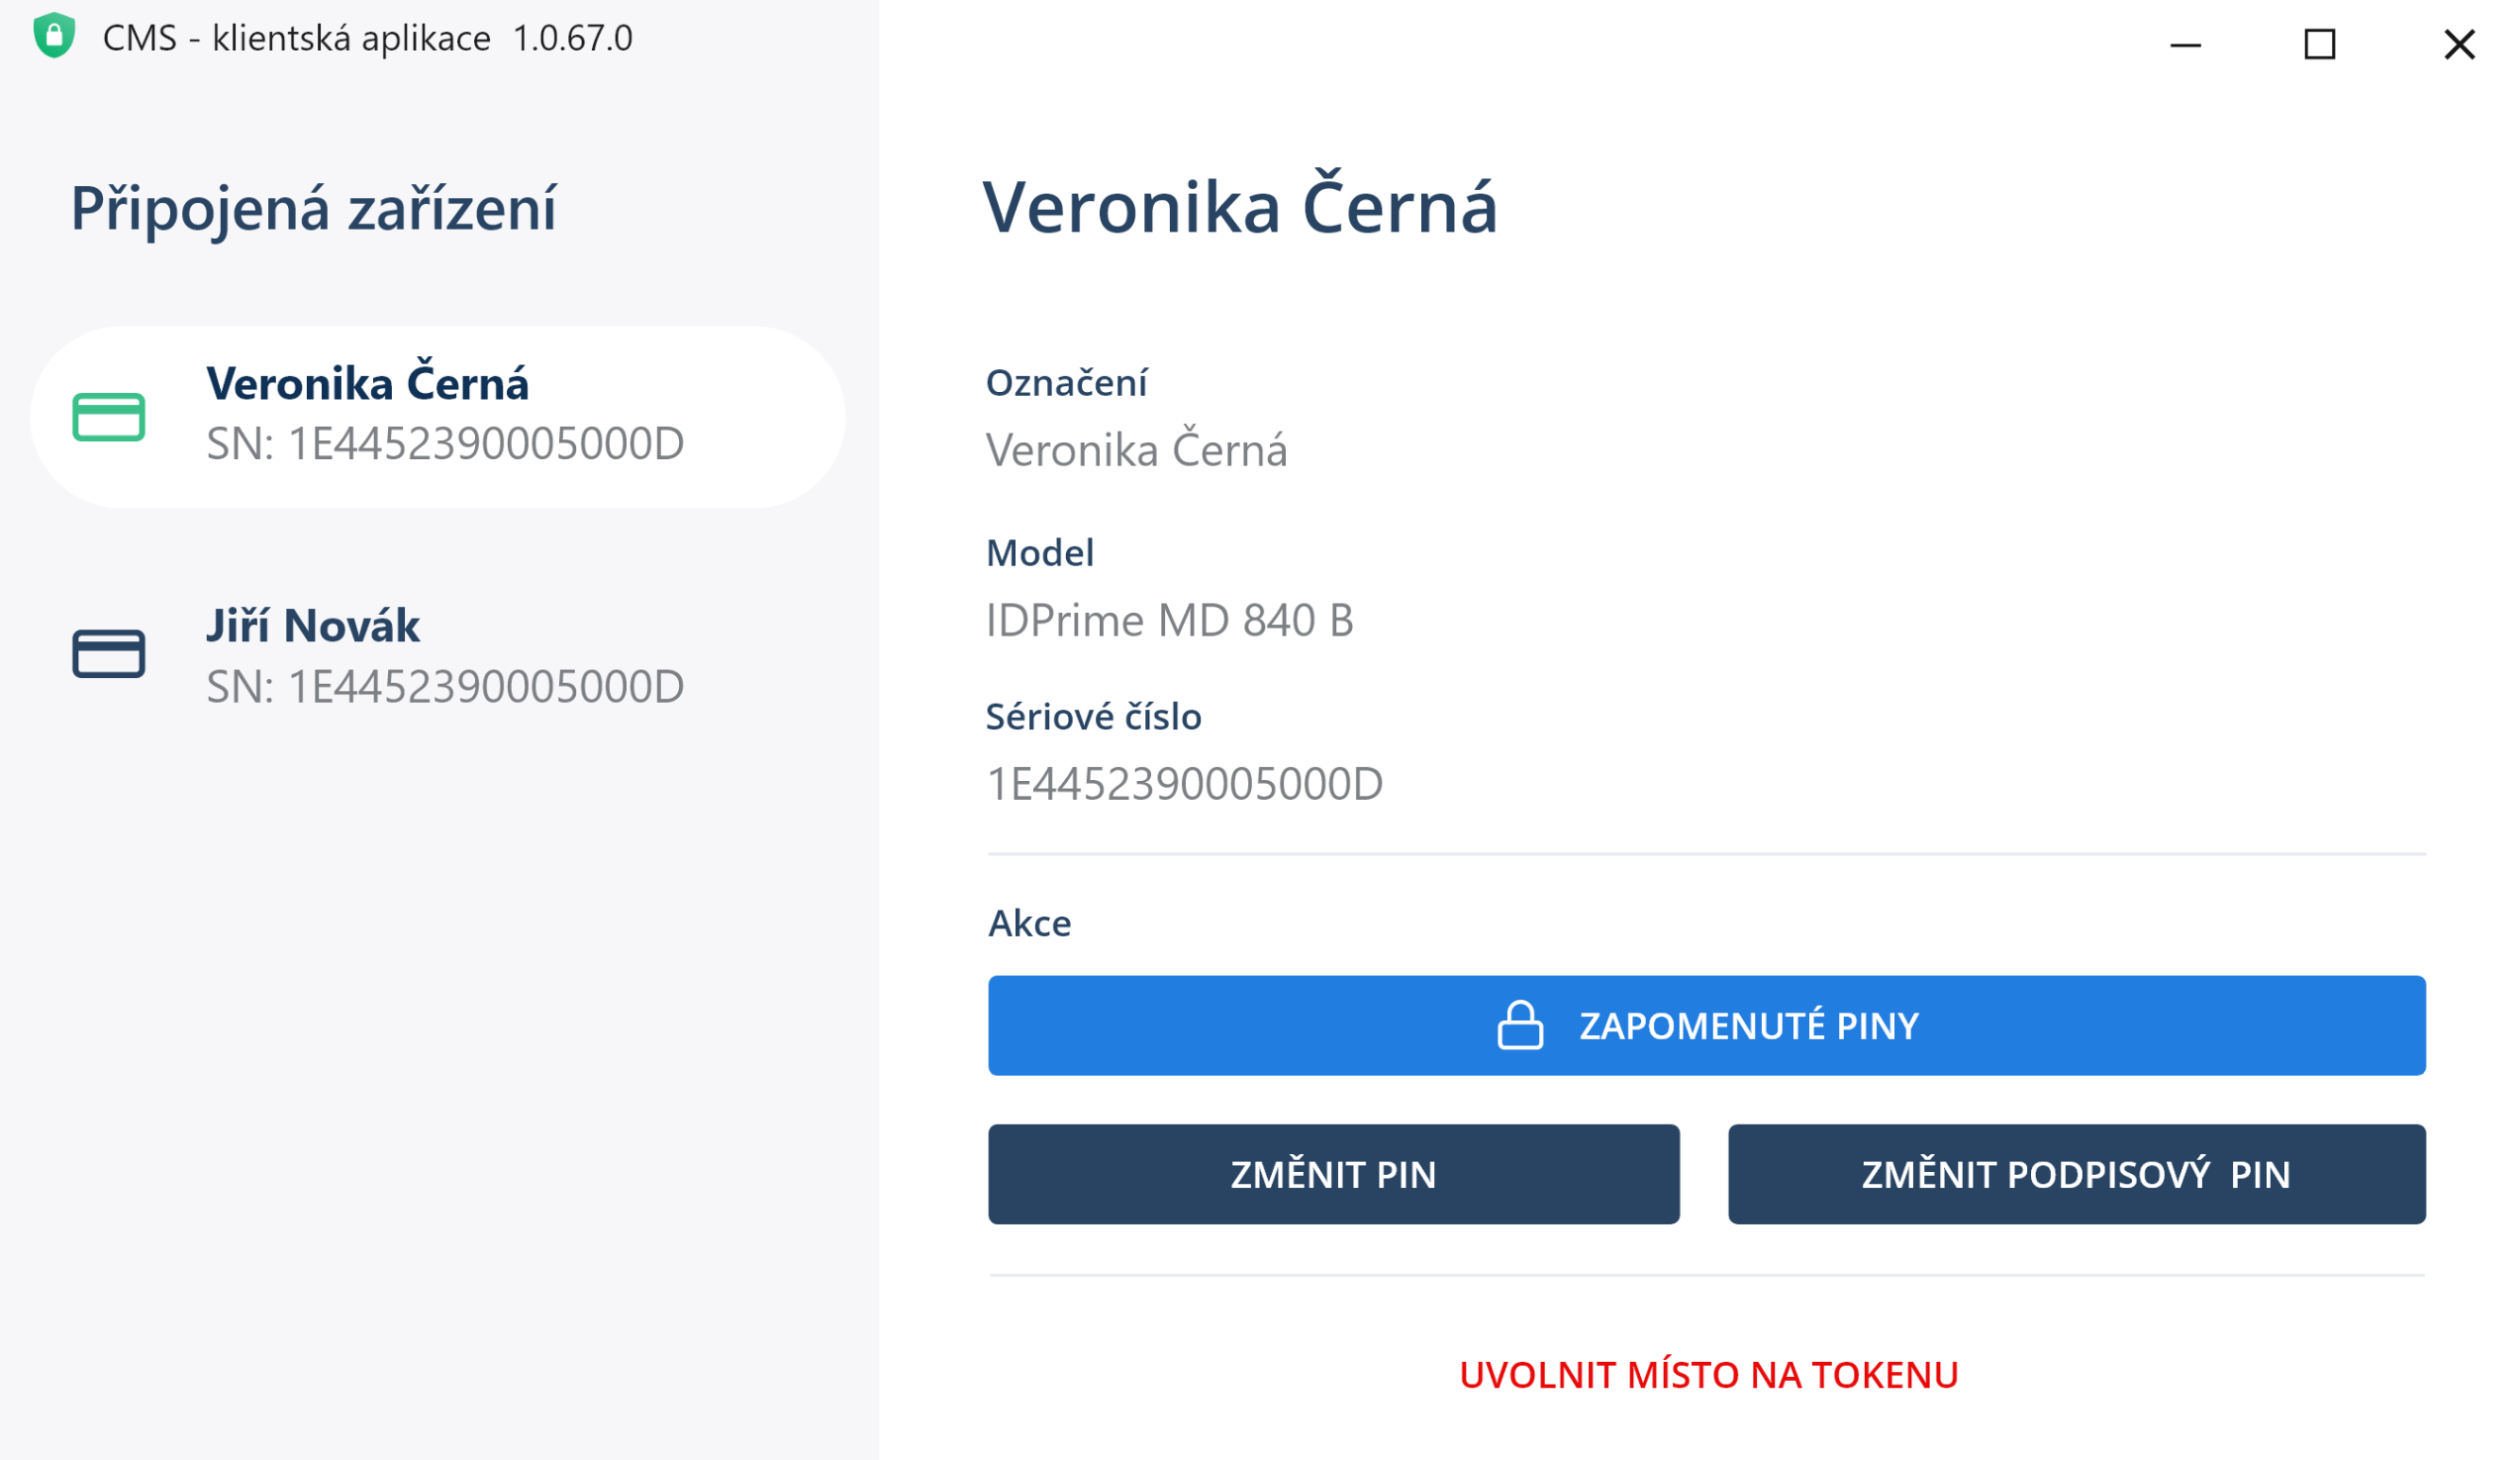 CMS - klientská aplikace 1.0.67.0
Připojená zařízení
Veronika Černá
SN: 1E4452390005000D
Jiří Novák
SN: 1E4452390005000D
Veronika Černá
Označení
Veronika Černá
Model
IDPrime MD 840 B
Sériové číslo
1E4452390005000D
Akce
ZAPOMENUTÉ PINY
ZMĚNIT PIN
ZMĚNIT PODPISOVÝ PIN
UVOLNIT MÍSTO NA TOKENU